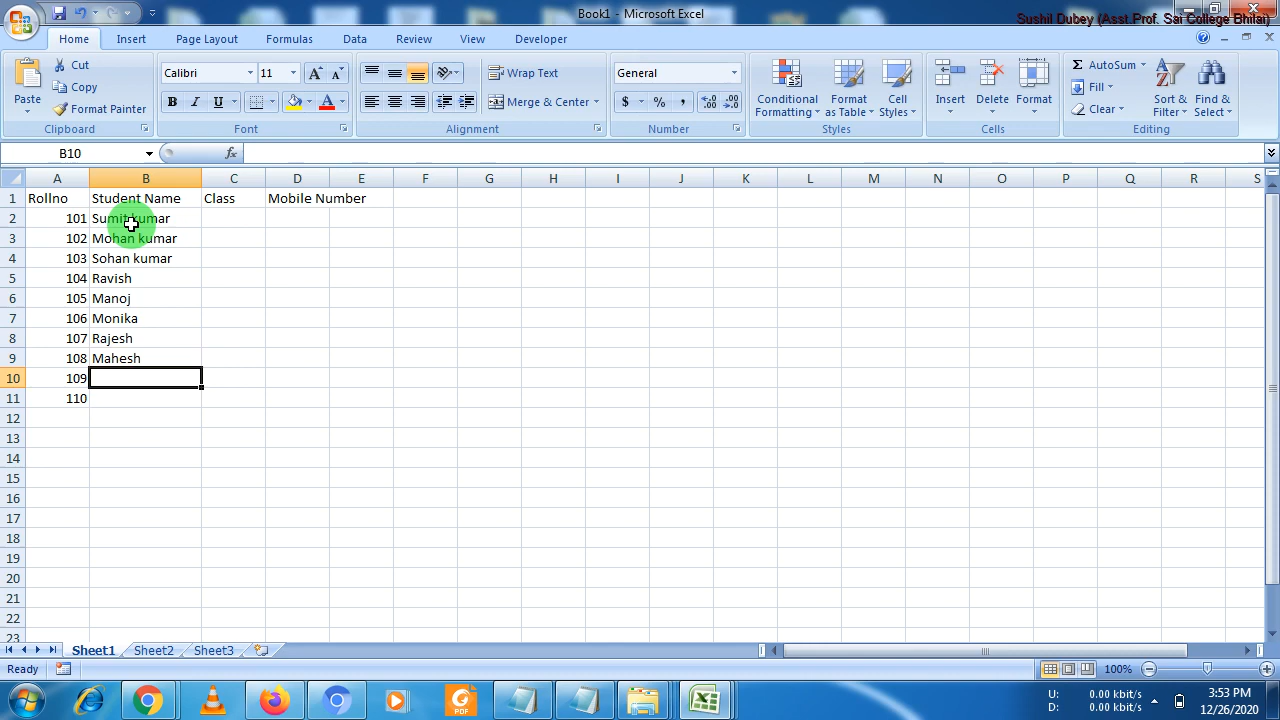 Book1 - Microsoft Excel
Sushil Dubey (Asst.Prof. Sai College Bhilai)
Home Insert Page Layout Formulas Data Review View Developer
Paste
Cut
Copy
Format Painter
Clipboard
Calibri 11
B I U
Font
Wrap Text
Merge & Center
Alignment
General
$ % ,
Number
Conditional Formatting
Format as Table
Cell Styles
Styles
Insert Delete Format
Cells
AutoSum
Fill
Clear
Sort & Filter
Find & Select
Editing
B10 fx
A B C D E F G H I J K L M N O P Q R S
1 Rollno Student Name Class Mobile Number
2 101 Sumit kumar
3 102 Mohan kumar
4 103 Sohan kumar
5 104 Ravish
6 105 Manoj
7 106 Monika
8 107 Rajesh
9 108 Mahesh
10 109
11 110
12
13
14
15
16
17
18
19
20
21
22
23
Sheet1 Sheet2 Sheet3
Ready 100%
PDF
U: 0.00 kbit/s
D: 0.00 kbit/s
3:53 PM
12/26/2020